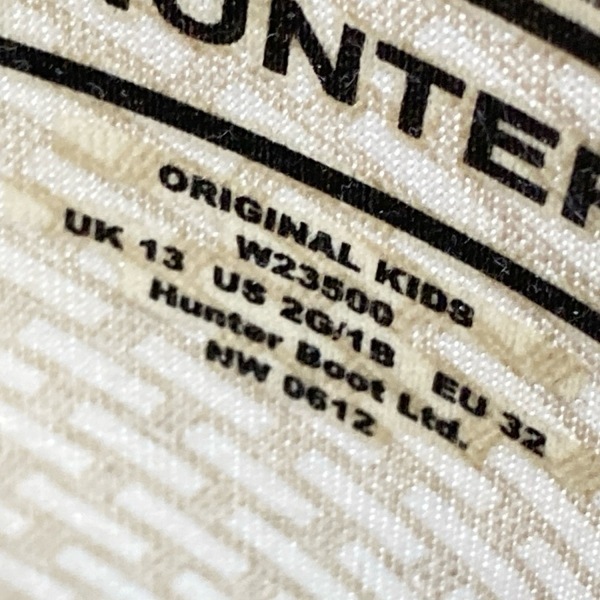 HUNTER
ORIGINAL KIDS
W23500
UK 13 US 2G/1B EU 32
Hunter Boot Ltd.
NW 0612